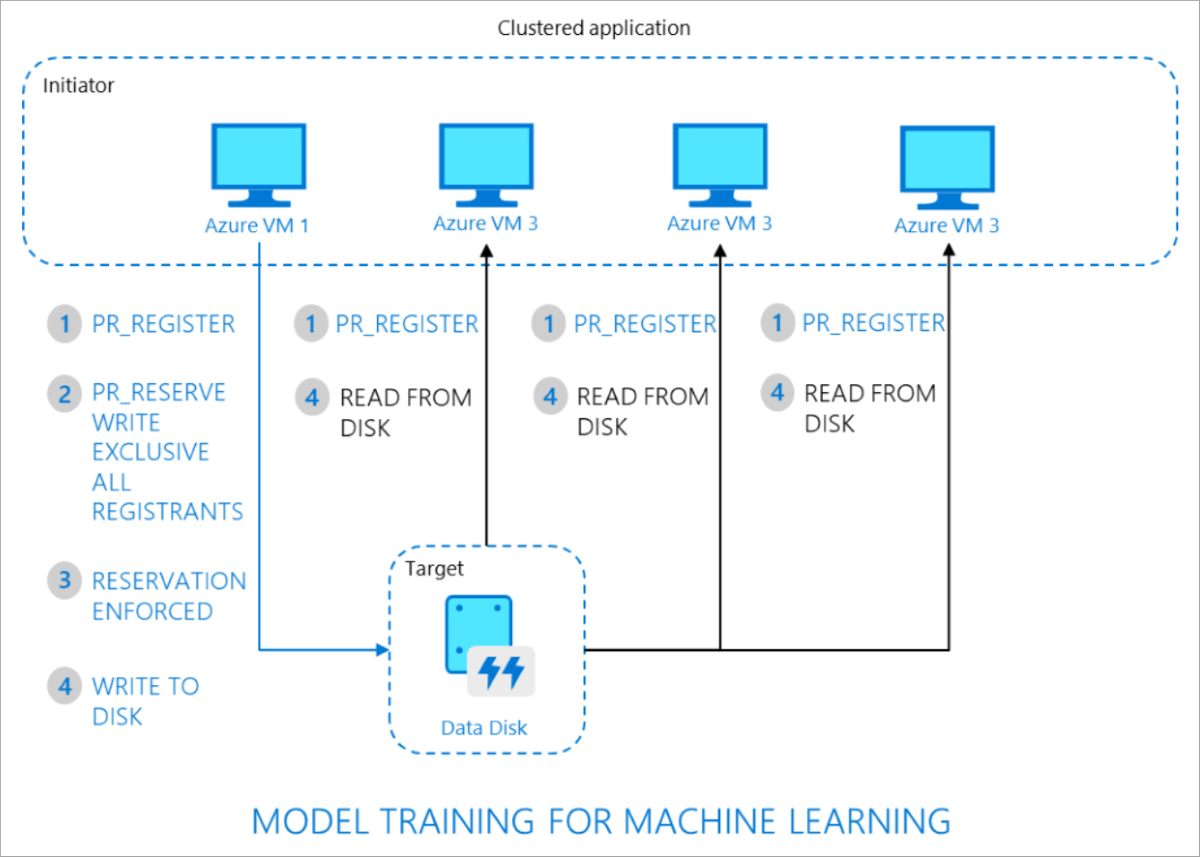 Clustered application
Initiator
Azure VM 1
Azure VM 3
Azure VM 3
Azure VM 3
1 PR_REGISTER
2 PR_RESERVE
WRITE
EXCLUSIVE
ALL
REGISTRANTS
3 RESERVATION
ENFORCED
4 WRITE TO
DISK
1 PR_REGISTER
4 READ FROM
DISK
1 PR_REGISTER
4 READ FROM
DISK
1 PR_REGISTER
4 READ FROM
DISK
Target
Data Disk
MODEL TRAINING FOR MACHINE LEARNING